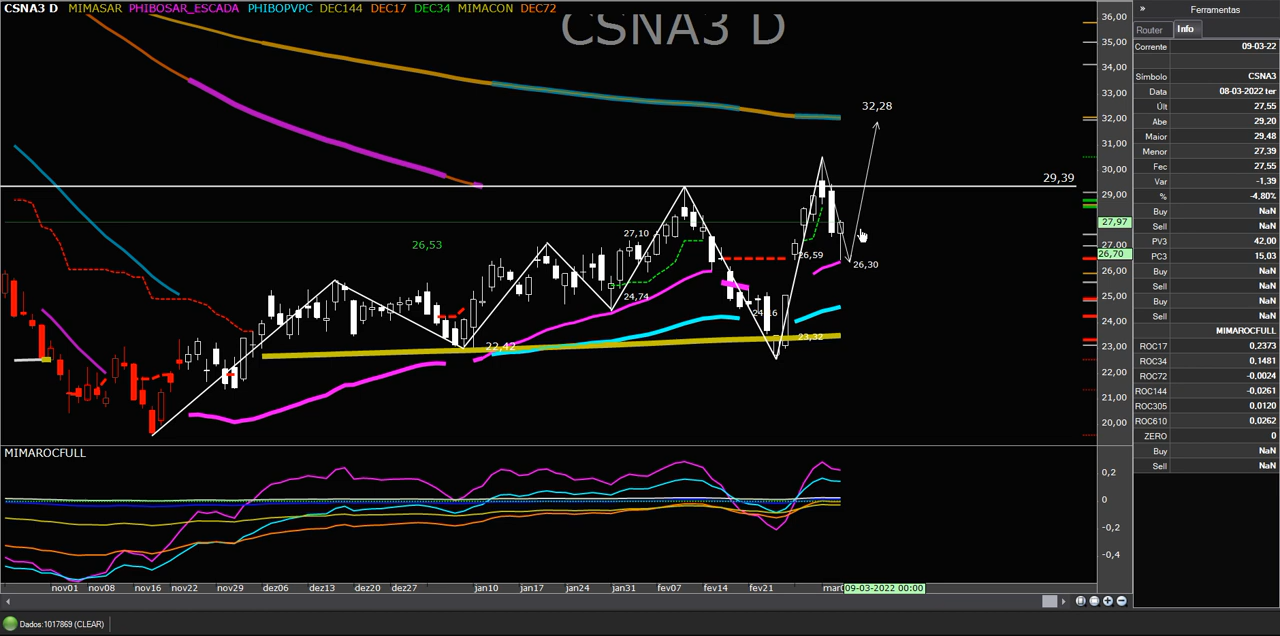 CSNA3 D MIMASAR PHIBOSAR_ESCADA PHIBOPVPC DEC144 DEC17 DEC34 MIMACON DEC72
CSNA3 D
36,00
35,00
34,00
33,00
32,00
31,00
30,00
29,00
27,97
27,00
26,70
26,00
25,00
24,00
23,00
22,00
21,00
20,00
32,28
29,39
26,53
27,10
26,59
26,30
24,74
24,16
23,32
22,42
MIMAROCFULL
0,2
0
-0,2
-0,4
nov01 nov08 nov16 nov22 nov29 dez06 dez13 dez20 dez27 jan10 jan17 jan24 jan31 fev07 fev14 fev21 09-03-2022 00:00
Dados:1017869 (CLEAR)
Ferramentas
Router Info
Corrente 09-03-22
Símbolo CSNA3
Data 08-03-2022 ter
Últ 27,55
Abe 29,20
Maior 29,48
Menor 27,39
Fec 27,55
Var -1,39
% -4,80%
Buy NaN
Sell NaN
PV3 42,00
PC3 15,03
Buy NaN
Sell NaN
Buy NaN
Sell NaN
MIMAROCFULL
ROC17 0,2373
ROC34 0,1481
ROC72 -0,0024
ROC144 -0,0261
ROC305 0,0120
ROC610 0,0262
ZERO 0
Buy NaN
Sell NaN